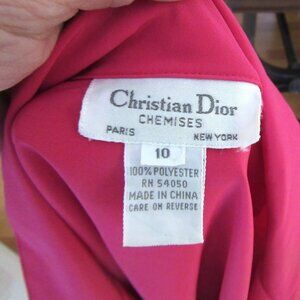 Christian Dior
CHEMISES
PARIS NEW YORK
10
100% POLYESTER
RN 54050
MADE IN CHINA
CARE ON REVERSE